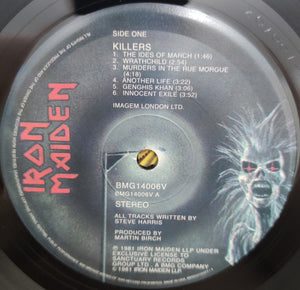 SIDE ONE
KILLERS
1. THE IDES OF MARCH (1:46)
2. WRATHCHILD (2:54)
3. MURDERS IN THE RUE MORGUE
(4:18)
4. ANOTHER LIFE (3:22)
5. GENGHIS KHAN (3:06)
6. INNOCENT EXILE (3:52)
IMAGEM LONDON LTD.
IRON
MAIDEN
BMG14006V
BMG14006V A
STEREO
ALL TRACKS WRITTEN BY
STEVE HARRIS
PRODUCED BY
MARTIN BIRCH
℗ 1981 IRON MAIDEN LLP UNDER
EXCLUSIVE LICENSE TO
SANCTUARY RECORDS
GROUP LTD., A BMG COMPANY
© 1981 IRON MAIDEN LLP